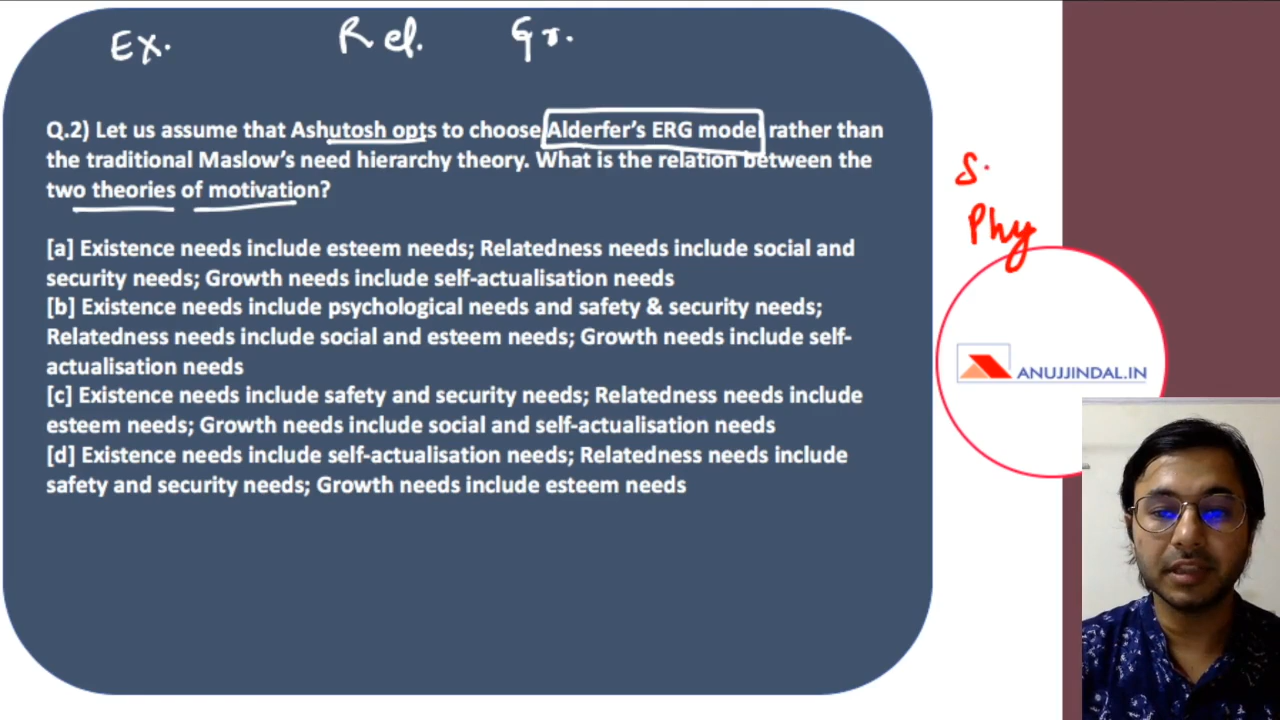 Ex. Rel. Gr.
Q.2) Let us assume that Ashutosh opts to choose Alderfer's ERG model rather than
the traditional Maslow's need hierarchy theory. What is the relation between the
two theories of motivation?
[a] Existence needs include esteem needs; Relatedness needs include social and
security needs; Growth needs include self-actualisation needs
[b] Existence needs include psychological needs and safety & security needs;
Relatedness needs include social and esteem needs; Growth needs include self-
actualisation needs
[c] Existence needs include safety and security needs; Relatedness needs include
esteem needs; Growth needs include social and self-actualisation needs
[d] Existence needs include self-actualisation needs; Relatedness needs include
safety and security needs; Growth needs include esteem needs
S.
Phy
ANUJJINDAL.IN